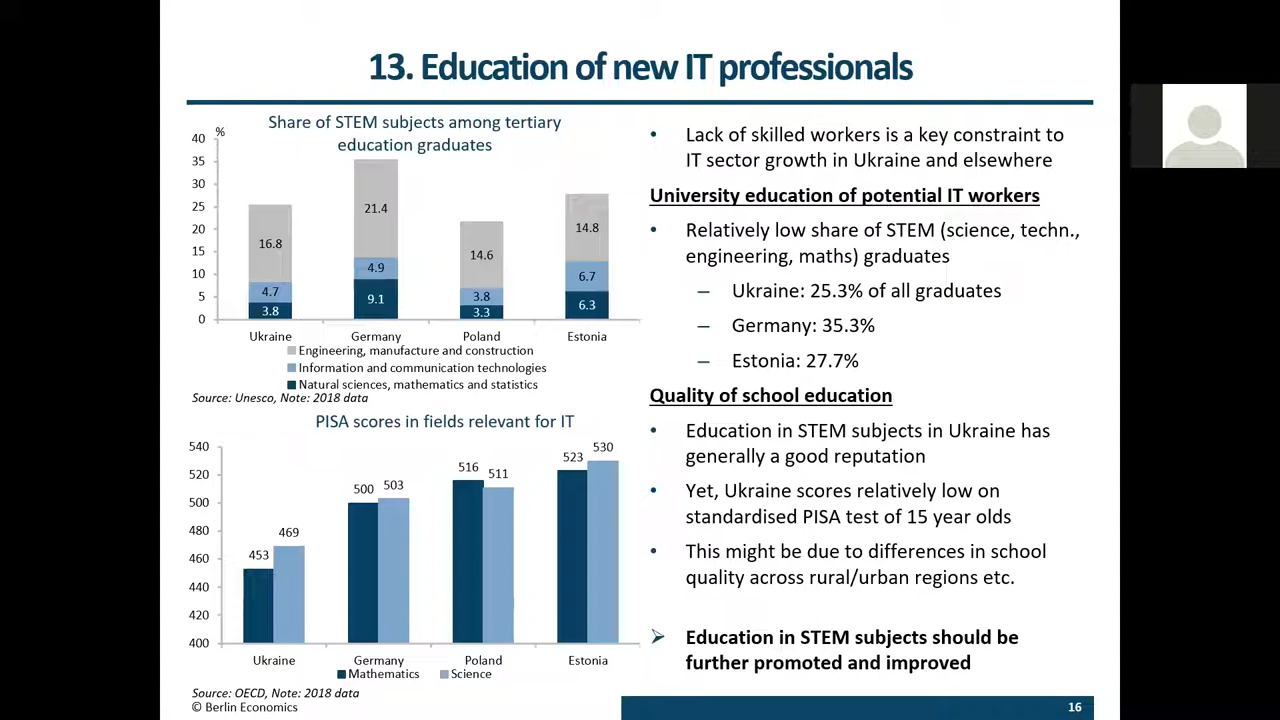 13. Education of new IT professionals
Share of STEM subjects among tertiary
education graduates
%
40
35
30
25
20
15
10
5
0
16.8
4.7
3.8
21.4
4.9
9.1
14.6
3.8
3.3
14.8
6.7
6.3
Ukraine Germany Poland Estonia
Engineering, manufacture and construction
Information and communication technologies
Natural sciences, mathematics and statistics
Source: Unesco, Note: 2018 data
PISA scores in fields relevant for IT
540
520
500
480
460
440
420
400
453 469
500 503
516 511
523 530
Ukraine Germany Poland Estonia
Mathematics Science
Source: OECD, Note: 2018 data
© Berlin Economics
• Lack of skilled workers is a key constraint to
IT sector growth in Ukraine and elsewhere
University education of potential IT workers
• Relatively low share of STEM (science, techn.,
engineering, maths) graduates
– Ukraine: 25.3% of all graduates
– Germany: 35.3%
– Estonia: 27.7%
Quality of school education
• Education in STEM subjects in Ukraine has
generally a good reputation
• Yet, Ukraine scores relatively low on
standardised PISA test of 15 year olds
• This might be due to differences in school
quality across rural/urban regions etc.
➢ Education in STEM subjects should be
further promoted and improved
16